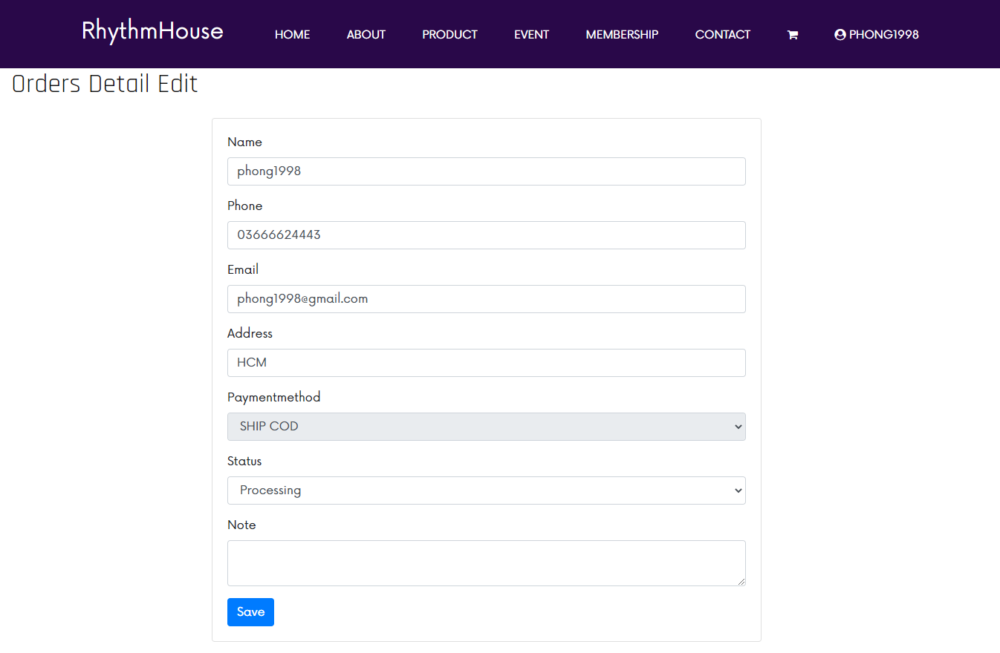 RhythmHouse HOME ABOUT PRODUCT EVENT MEMBERSHIP CONTACT PHONG1998
Orders Detail Edit
Name
phong1998
Phone
03666624443
Email
phong1998@gmail.com
Address
HCM
Paymentmethod
SHIP COD
Status
Processing
Note
Save